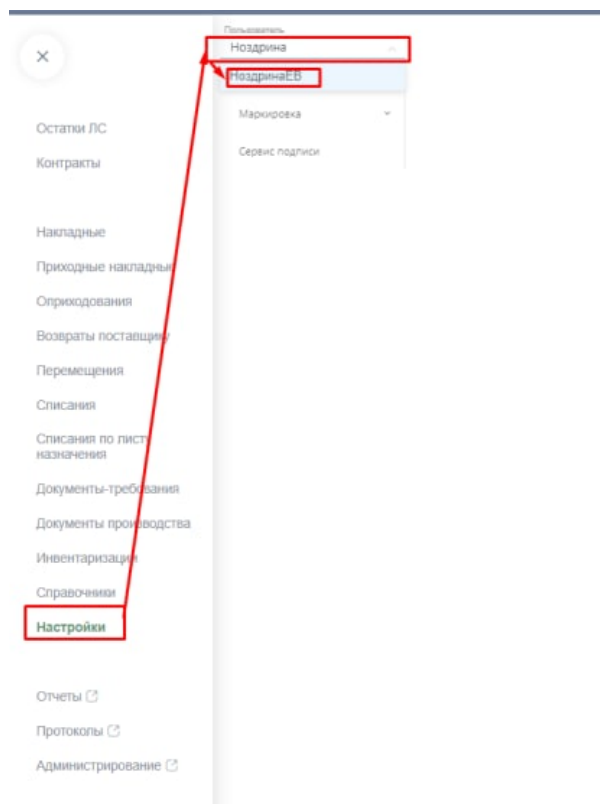 Пользователь
Ноздрина
НоздринаЕВ
Маркировка
Сервис подписи
Остатки ЛС
Контракты
Накладные
Приходные накладные
Оприходования
Возвраты поставщику
Перемещения
Списания
Списания по листу
назначения
Документы-требования
Документы производства
Инвентаризации
Справочники
Настройки
Отчеты
Протоколы
Администрирование